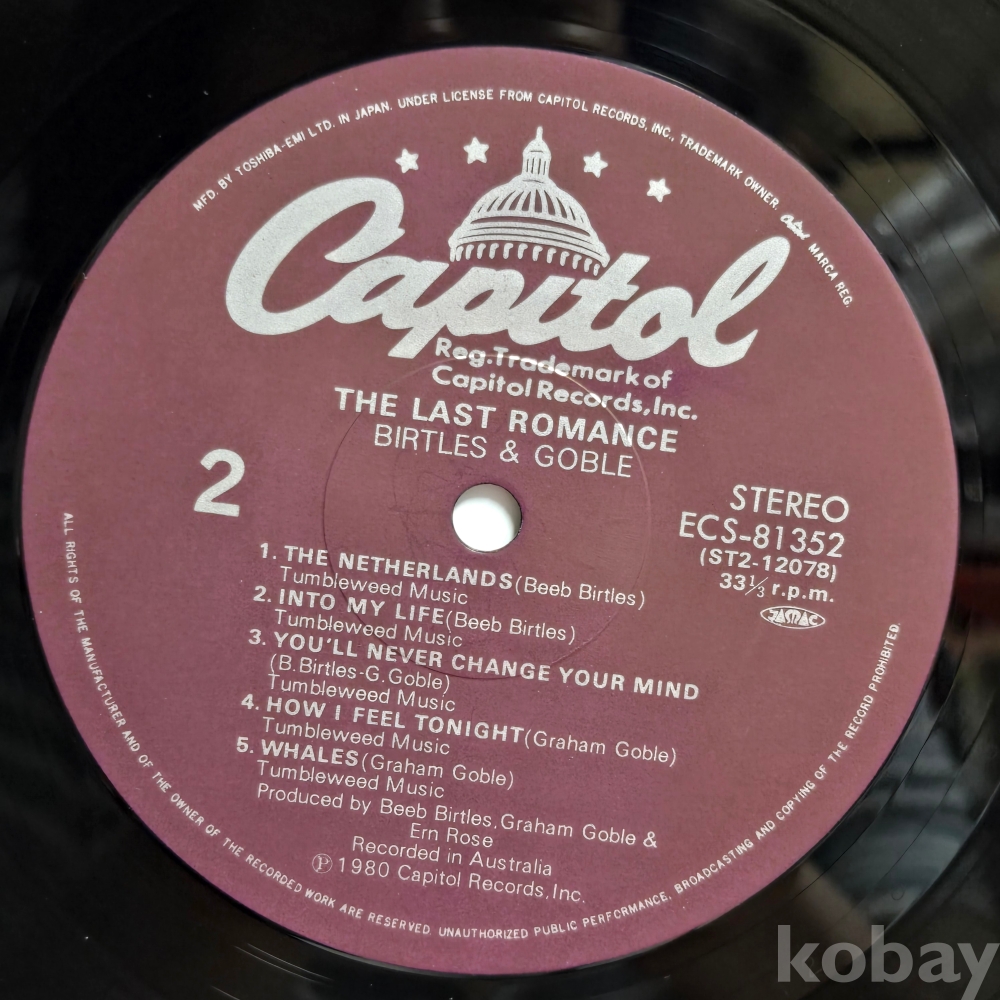 MFD. BY TOSHIBA-EMI LTD. IN JAPAN. UNDER LICENSE FROM CAPITOL RECORDS, INC., TRADEMARK OWNER. Capitol MARCA REG.
Capitol
Reg. Trademark of
Capitol Records, Inc.
THE LAST ROMANCE
BIRTLES & GOBLE
2
STEREO
ECS-81352
(ST2-12078)
33⅓ r.p.m.
JASRAC
1. THE NETHERLANDS (Beeb Birtles)
Tumbleweed Music
2. INTO MY LIFE (Beeb Birtles)
Tumbleweed Music
3. YOU'LL NEVER CHANGE YOUR MIND
(B. Birtles-G. Goble)
Tumbleweed Music
4. HOW I FEEL TONIGHT (Graham Goble)
Tumbleweed Music
5. WHALES (Graham Goble)
Tumbleweed Music
Produced by Beeb Birtles, Graham Goble &
Ern Rose
Recorded in Australia
℗ 1980 Capitol Records, Inc.
ALL RIGHTS OF THE MANUFACTURER AND OF THE OWNER OF THE RECORDED WORK ARE RESERVED. UNAUTHORIZED PUBLIC PERFORMANCE, BROADCASTING AND COPYING OF THE RECORD PROHIBITED.
kobay